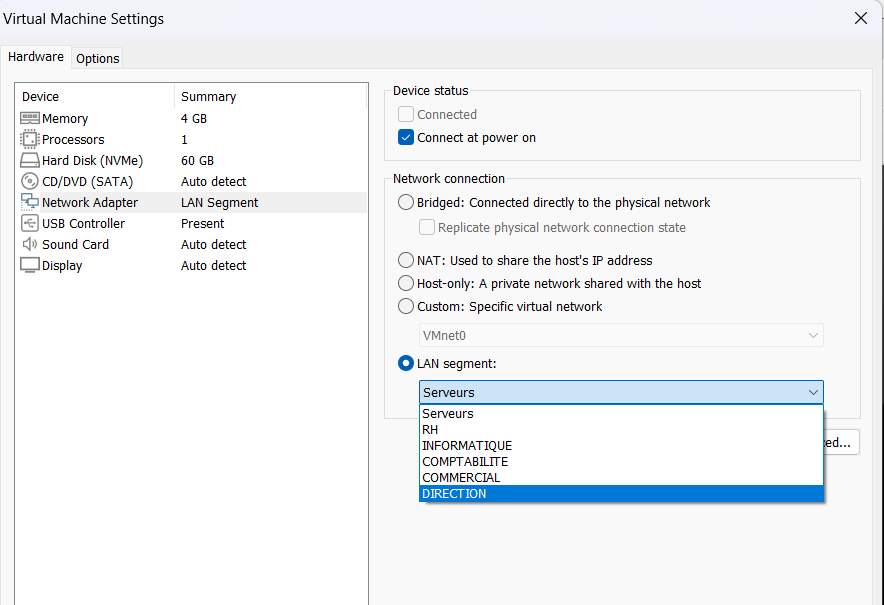 Virtual Machine Settings
Hardware Options
Device Summary
Memory 4 GB
Processors 1
Hard Disk (NVMe) 60 GB
CD/DVD (SATA) Auto detect
Network Adapter LAN Segment
USB Controller Present
Sound Card Auto detect
Display Auto detect
Device status
Connected
Connect at power on
Network connection
Bridged: Connected directly to the physical network
Replicate physical network connection state
NAT: Used to share the host's IP address
Host-only: A private network shared with the host
Custom: Specific virtual network
VMnet0
LAN segment:
Serveurs
Serveurs
RH
INFORMATIQUE
COMPTABILITE
COMMERCIAL
DIRECTION